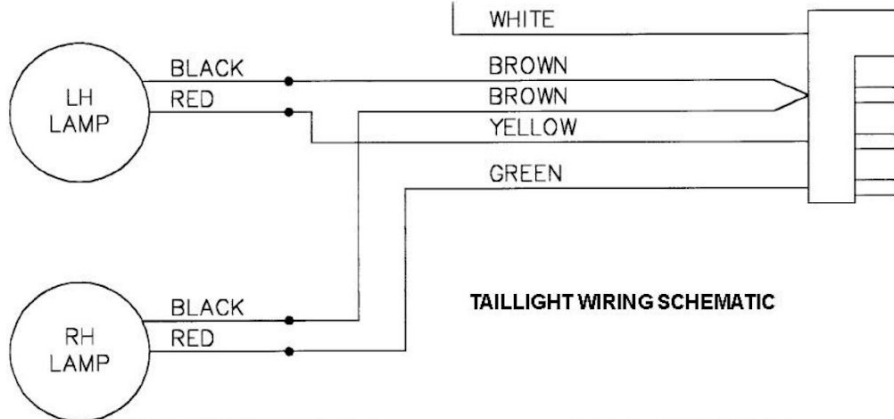 WHITE
BLACK
BROWN
RED
BROWN
YELLOW
LH
LAMP
GREEN
TAILLIGHT WIRING SCHEMATIC
BLACK
RED
RH
LAMP